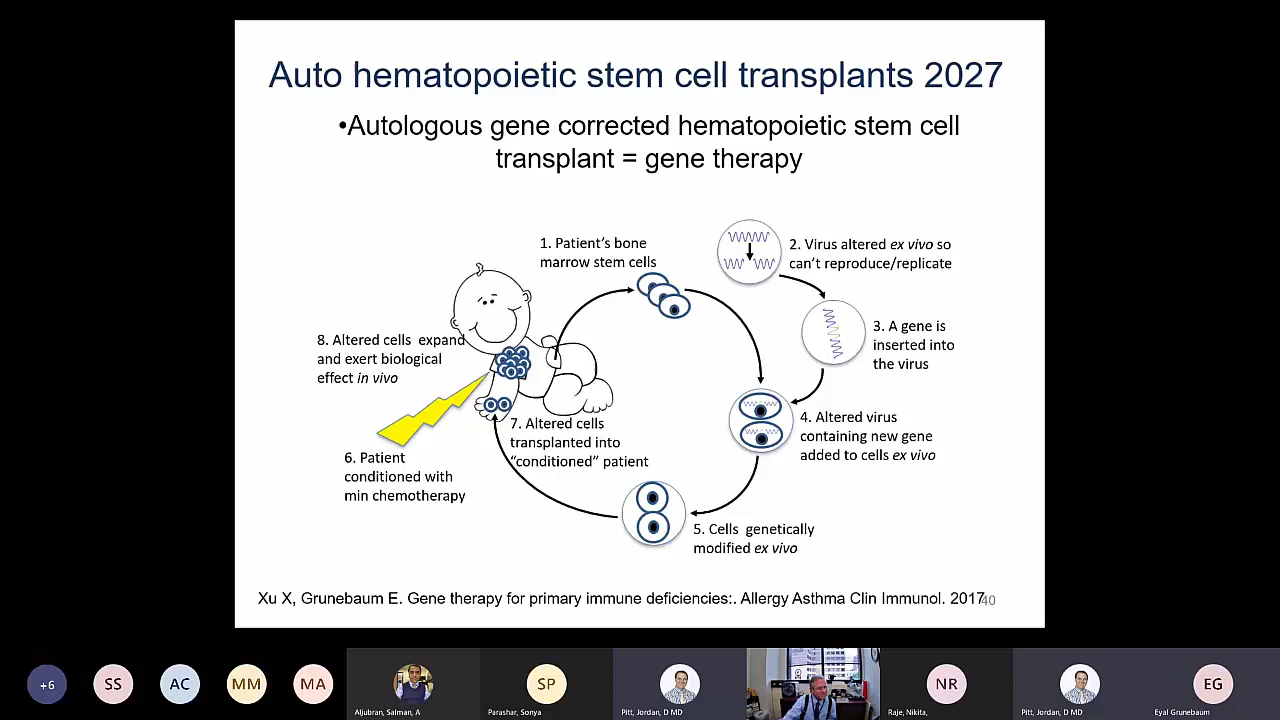 Auto hematopoietic stem cell transplants 2027
•Autologous gene corrected hematopoietic stem cell
transplant = gene therapy
1. Patient's bone
marrow stem cells
2. Virus altered ex vivo so
can't reproduce/replicate
3. A gene is
inserted into
the virus
4. Altered virus
containing new gene
added to cells ex vivo
5. Cells genetically
modified ex vivo
6. Patient
conditioned with
min chemotherapy
7. Altered cells
transplanted into
"conditioned" patient
8. Altered cells expand
and exert biological
effect in vivo
Xu X, Grunebaum E. Gene therapy for primary immune deficiencies:. Allergy Asthma Clin Immunol. 2017
40
+6
SS
AC
MM
MA
Aljubran, Salman, A
SP
Parashar, Sonya
Pitt, Jordan, D MD
NR
Raje, Nikita,
Pitt, Jordan, D MD
EG
Eyal Grunebaum